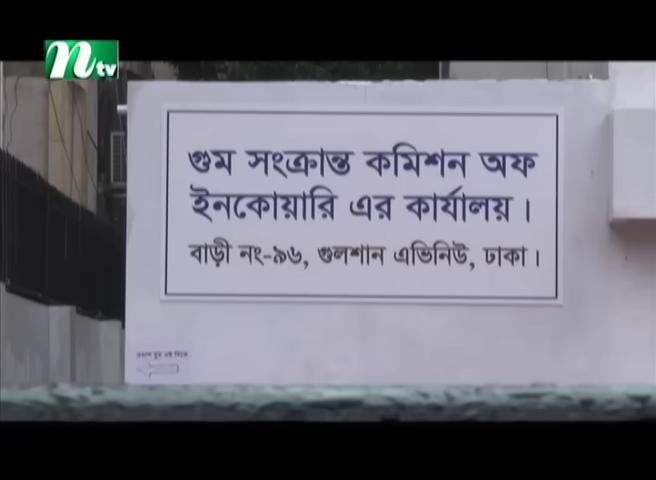 ntv
গুম সংক্রান্ত কমিশন অফ
ইনকোয়ারি এর কার্যালয়।
বাড়ী নং-৯৬, গুলশান এভিনিউ, ঢাকা।